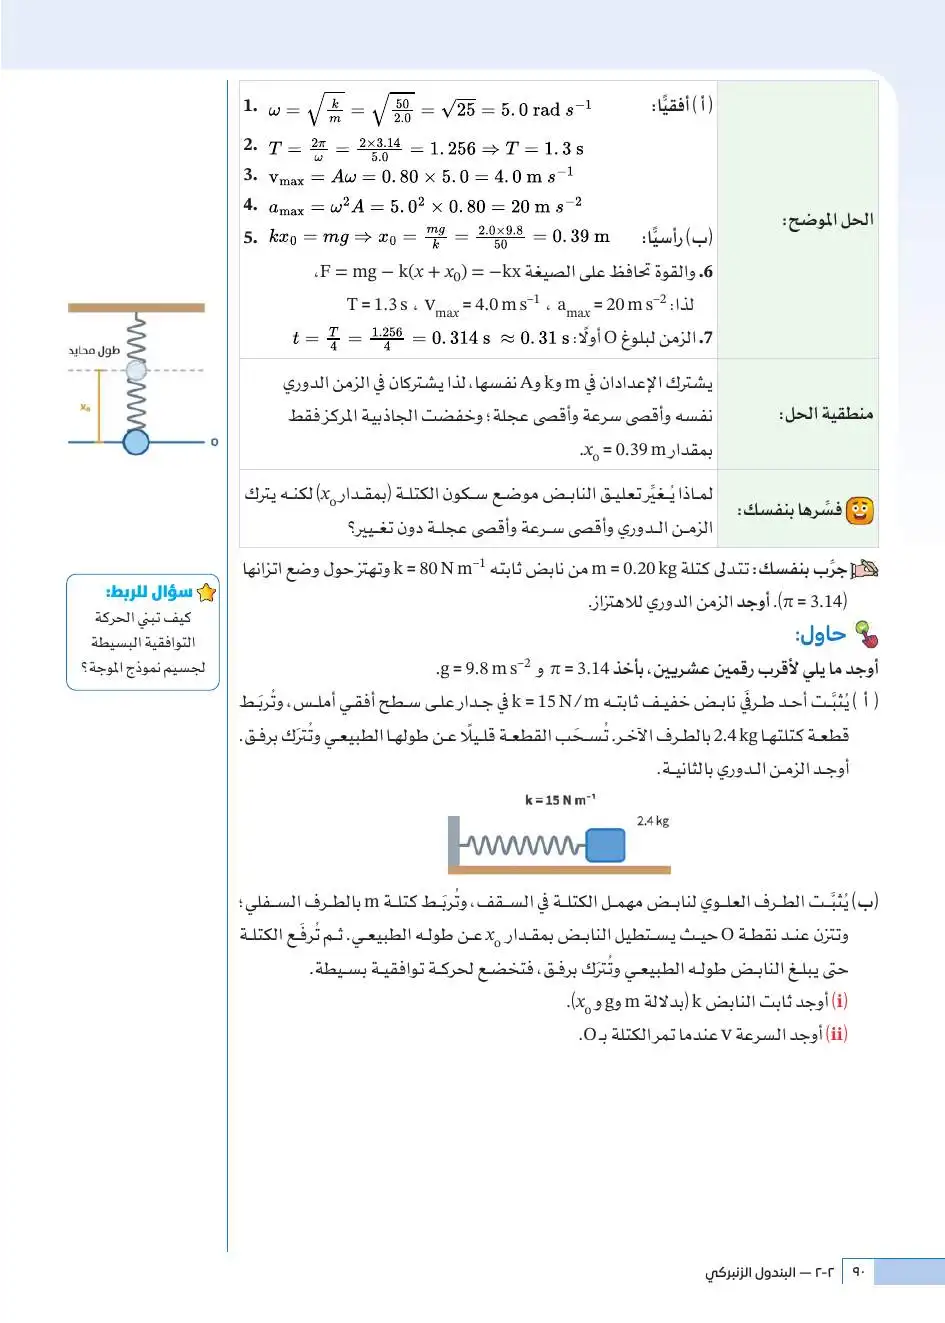 الحل الموضح:
(أ) أفقيًا: 1. ω = √(k/m) = √(50/2.0) = √25 = 5.0 rad s⁻¹
2. T = 2π/ω = 2×3.14/5.0 = 1.256 ⇒ T = 1.3 s
3. vmax = Aω = 0.80 × 5.0 = 4.0 m s⁻¹
4. amax = ω²A = 5.0² × 0.80 = 20 m s⁻²
(ب) رأسيًا: 5. kx₀ = mg ⇒ x₀ = mg/k = 2.0×9.8/50 = 0.39 m
6. والقوة تحافظ على الصيغة F = mg − k(x + x₀) = −kx،
لذا: T = 1.3 s ، vmax = 4.0 m s⁻¹ ، amax = 20 m s⁻²
7. الزمن لبلوغ O أولًا: t = T/4 = 1.256/4 = 0.314 s ≈ 0.31 s
منطقية الحل:
يشترك الإعدادان في m وk وA نفسها، لذا يشتركان في الزمن الدوري
نفسه وأقصى سرعة وأقصى عجلة؛ وخفضت الجاذبية المركز فقط
بمقدار x₀ = 0.39 m.
فسِّرها بنفسك:
لماذا يُغيِّر تعليق النابض موضع سكون الكتلة (بمقدار x₀) لكنه يترك
الزمن الدوري وأقصى سرعة وأقصى عجلة دون تغيير؟
طول محايد
x₀
O
جرِّب بنفسك: تتدلى كتلة m = 0.20 kg من نابض ثابته k = 80 N m⁻¹ وتهتز حول وضع اتزانها
(π = 3.14). أوجد الزمن الدوري للاهتزاز.
سؤال للربط:
كيف تبني الحركة
التوافقية البسيطة
لجسيم نموذج الموجة؟
حاول:
أوجد ما يلي لأقرب رقمين عشريين، بأخذ π = 3.14 و g = 9.8 m s⁻².
(أ) يُثبَّت أحد طرفَي نابض خفيف ثابته k = 15 N/m في جدار على سطح أفقي أملس، وتُربَط
قطعة كتلتها 2.4 kg بالطرف الآخر. تُسحَب القطعة قليلًا عن طولها الطبيعي وتُترَك برفق.
أوجد الزمن الدوري بالثانية.
k = 15 N m⁻¹
2.4 kg
(ب) يُثبَّت الطرف العلوي لنابض مهمل الكتلة في السقف، وتُربَط كتلة m بالطرف السفلي؛
وتتزن عند نقطة O حيث يستطيل النابض بمقدار x₀ عن طوله الطبيعي. ثم تُرفَع الكتلة
حتى يبلغ النابض طوله الطبيعي وتُترَك برفق، فتخضع لحركة توافقية بسيطة.
(i) أوجد ثابت النابض k (بدلالة m وg و x₀).
(ii) أوجد السرعة v عندما تمر الكتلة بـ O.
٩٠
٢-٢ — البندول الزنبركي